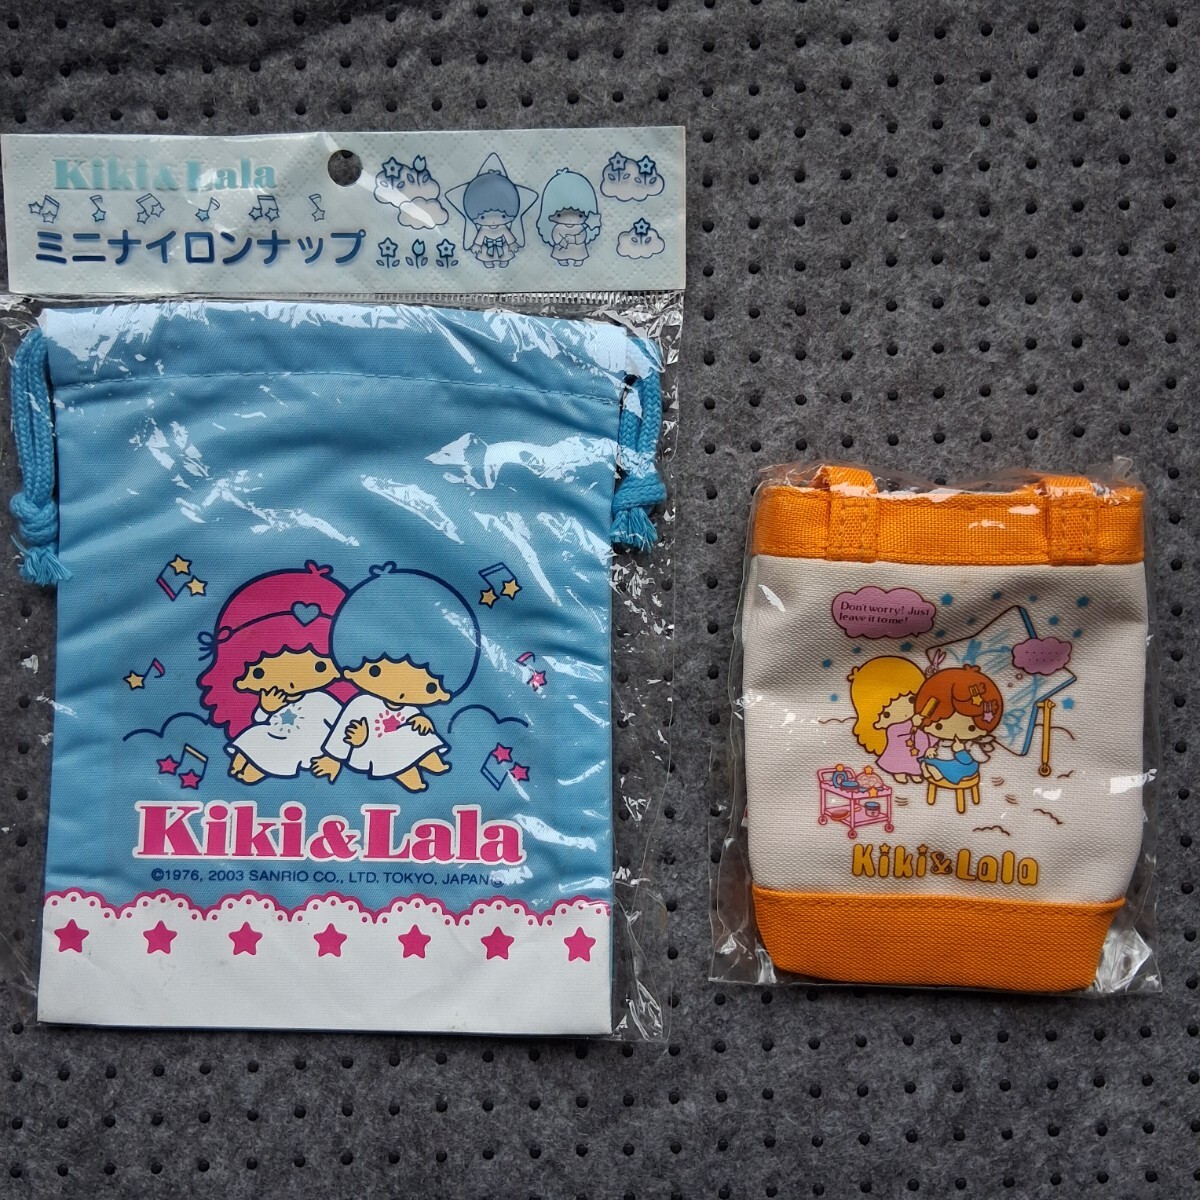 Kiki&Lala
ミニナイロンナップ
Kiki&Lala
©1976, 2003 SANRIO CO., LTD. TOKYO, JAPAN
Don't worry! Just
leave it to me!
Kiki&Lala